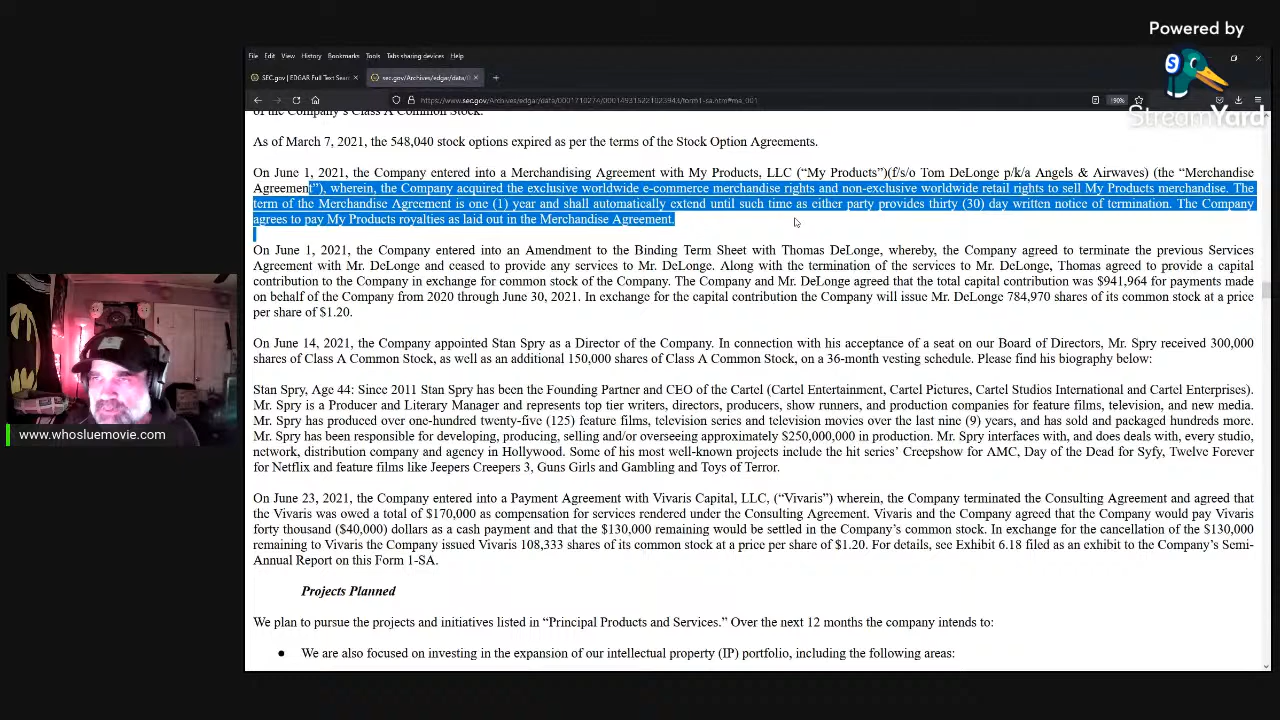 Powered by
StreamYard
File Edit View History Bookmarks Tools Tabs sharing devices Help
SEC.gov | EDGAR Full Text Sear
sec.gov/Archives/edgar/data/0
190%
of the Company's Class A Common Stock.
As of March 7, 2021, the 548,040 stock options expired as per the terms of the Stock Option Agreements.
On June 1, 2021, the Company entered into a Merchandising Agreement with My Products, LLC (“My Products”)(f/s/o Tom DeLonge p/k/a Angels & Airwaves) (the “Merchandise
Agreement”), wherein, the Company acquired the exclusive worldwide e-commerce merchandise rights and non-exclusive worldwide retail rights to sell My Products merchandise. The
term of the Merchandise Agreement is one (1) year and shall automatically extend until such time as either party provides thirty (30) day written notice of termination. The Company
agrees to pay My Products royalties as laid out in the Merchandise Agreement.
On June 1, 2021, the Company entered into an Amendment to the Binding Term Sheet with Thomas DeLonge, whereby, the Company agreed to terminate the previous Services
Agreement with Mr. DeLonge and ceased to provide any services to Mr. DeLonge. Along with the termination of the services to Mr. DeLonge, Thomas agreed to provide a capital
contribution to the Company in exchange for common stock of the Company. The Company and Mr. DeLonge agreed that the total capital contribution was $941,964 for payments made
on behalf of the Company from 2020 through June 30, 2021. In exchange for the capital contribution the Company will issue Mr. DeLonge 784,970 shares of its common stock at a price
per share of $1.20.
On June 14, 2021, the Company appointed Stan Spry as a Director of the Company. In connection with his acceptance of a seat on our Board of Directors, Mr. Spry received 300,000
shares of Class A Common Stock, as well as an additional 150,000 shares of Class A Common Stock, on a 36-month vesting schedule. Please find his biography below:
Stan Spry, Age 44: Since 2011 Stan Spry has been the Founding Partner and CEO of the Cartel (Cartel Entertainment, Cartel Pictures, Cartel Studios International and Cartel Enterprises).
Mr. Spry is a Producer and Literary Manager and represents top tier writers, directors, producers, show runners, and production companies for feature films, television, and new media.
Mr. Spry has produced over one-hundred twenty-five (125) feature films, television series and television movies over the last nine (9) years, and has sold and packaged hundreds more.
Mr. Spry has been responsible for developing, producing, selling and/or overseeing approximately $250,000,000 in production. Mr. Spry interfaces with, and does deals with, every studio,
network, distribution company and agency in Hollywood. Some of his most well-known projects include the hit series’ Creepshow for AMC, Day of the Dead for Syfy, Twelve Forever
for Netflix and feature films like Jeepers Creepers 3, Guns Girls and Gambling and Toys of Terror.
www.whosluemovie.com
On June 23, 2021, the Company entered into a Payment Agreement with Vivaris Capital, LLC, (“Vivaris”) wherein, the Company terminated the Consulting Agreement and agreed that
the Vivaris was owed a total of $170,000 as compensation for services rendered under the Consulting Agreement. Vivaris and the Company agreed that the Company would pay Vivaris
forty thousand ($40,000) dollars as a cash payment and that the $130,000 remaining would be settled in the Company’s common stock. In exchange for the cancellation of the $130,000
remaining to Vivaris the Company issued Vivaris 108,333 shares of its common stock at a price per share of $1.20. For details, see Exhibit 6.18 filed as an exhibit to the Company’s Semi-
Annual Report on this Form 1-SA.
Projects Planned
We plan to pursue the projects and initiatives listed in “Principal Products and Services.” Over the next 12 months the company intends to:
● We are also focused on investing in the expansion of our intellectual property (IP) portfolio, including the following areas: